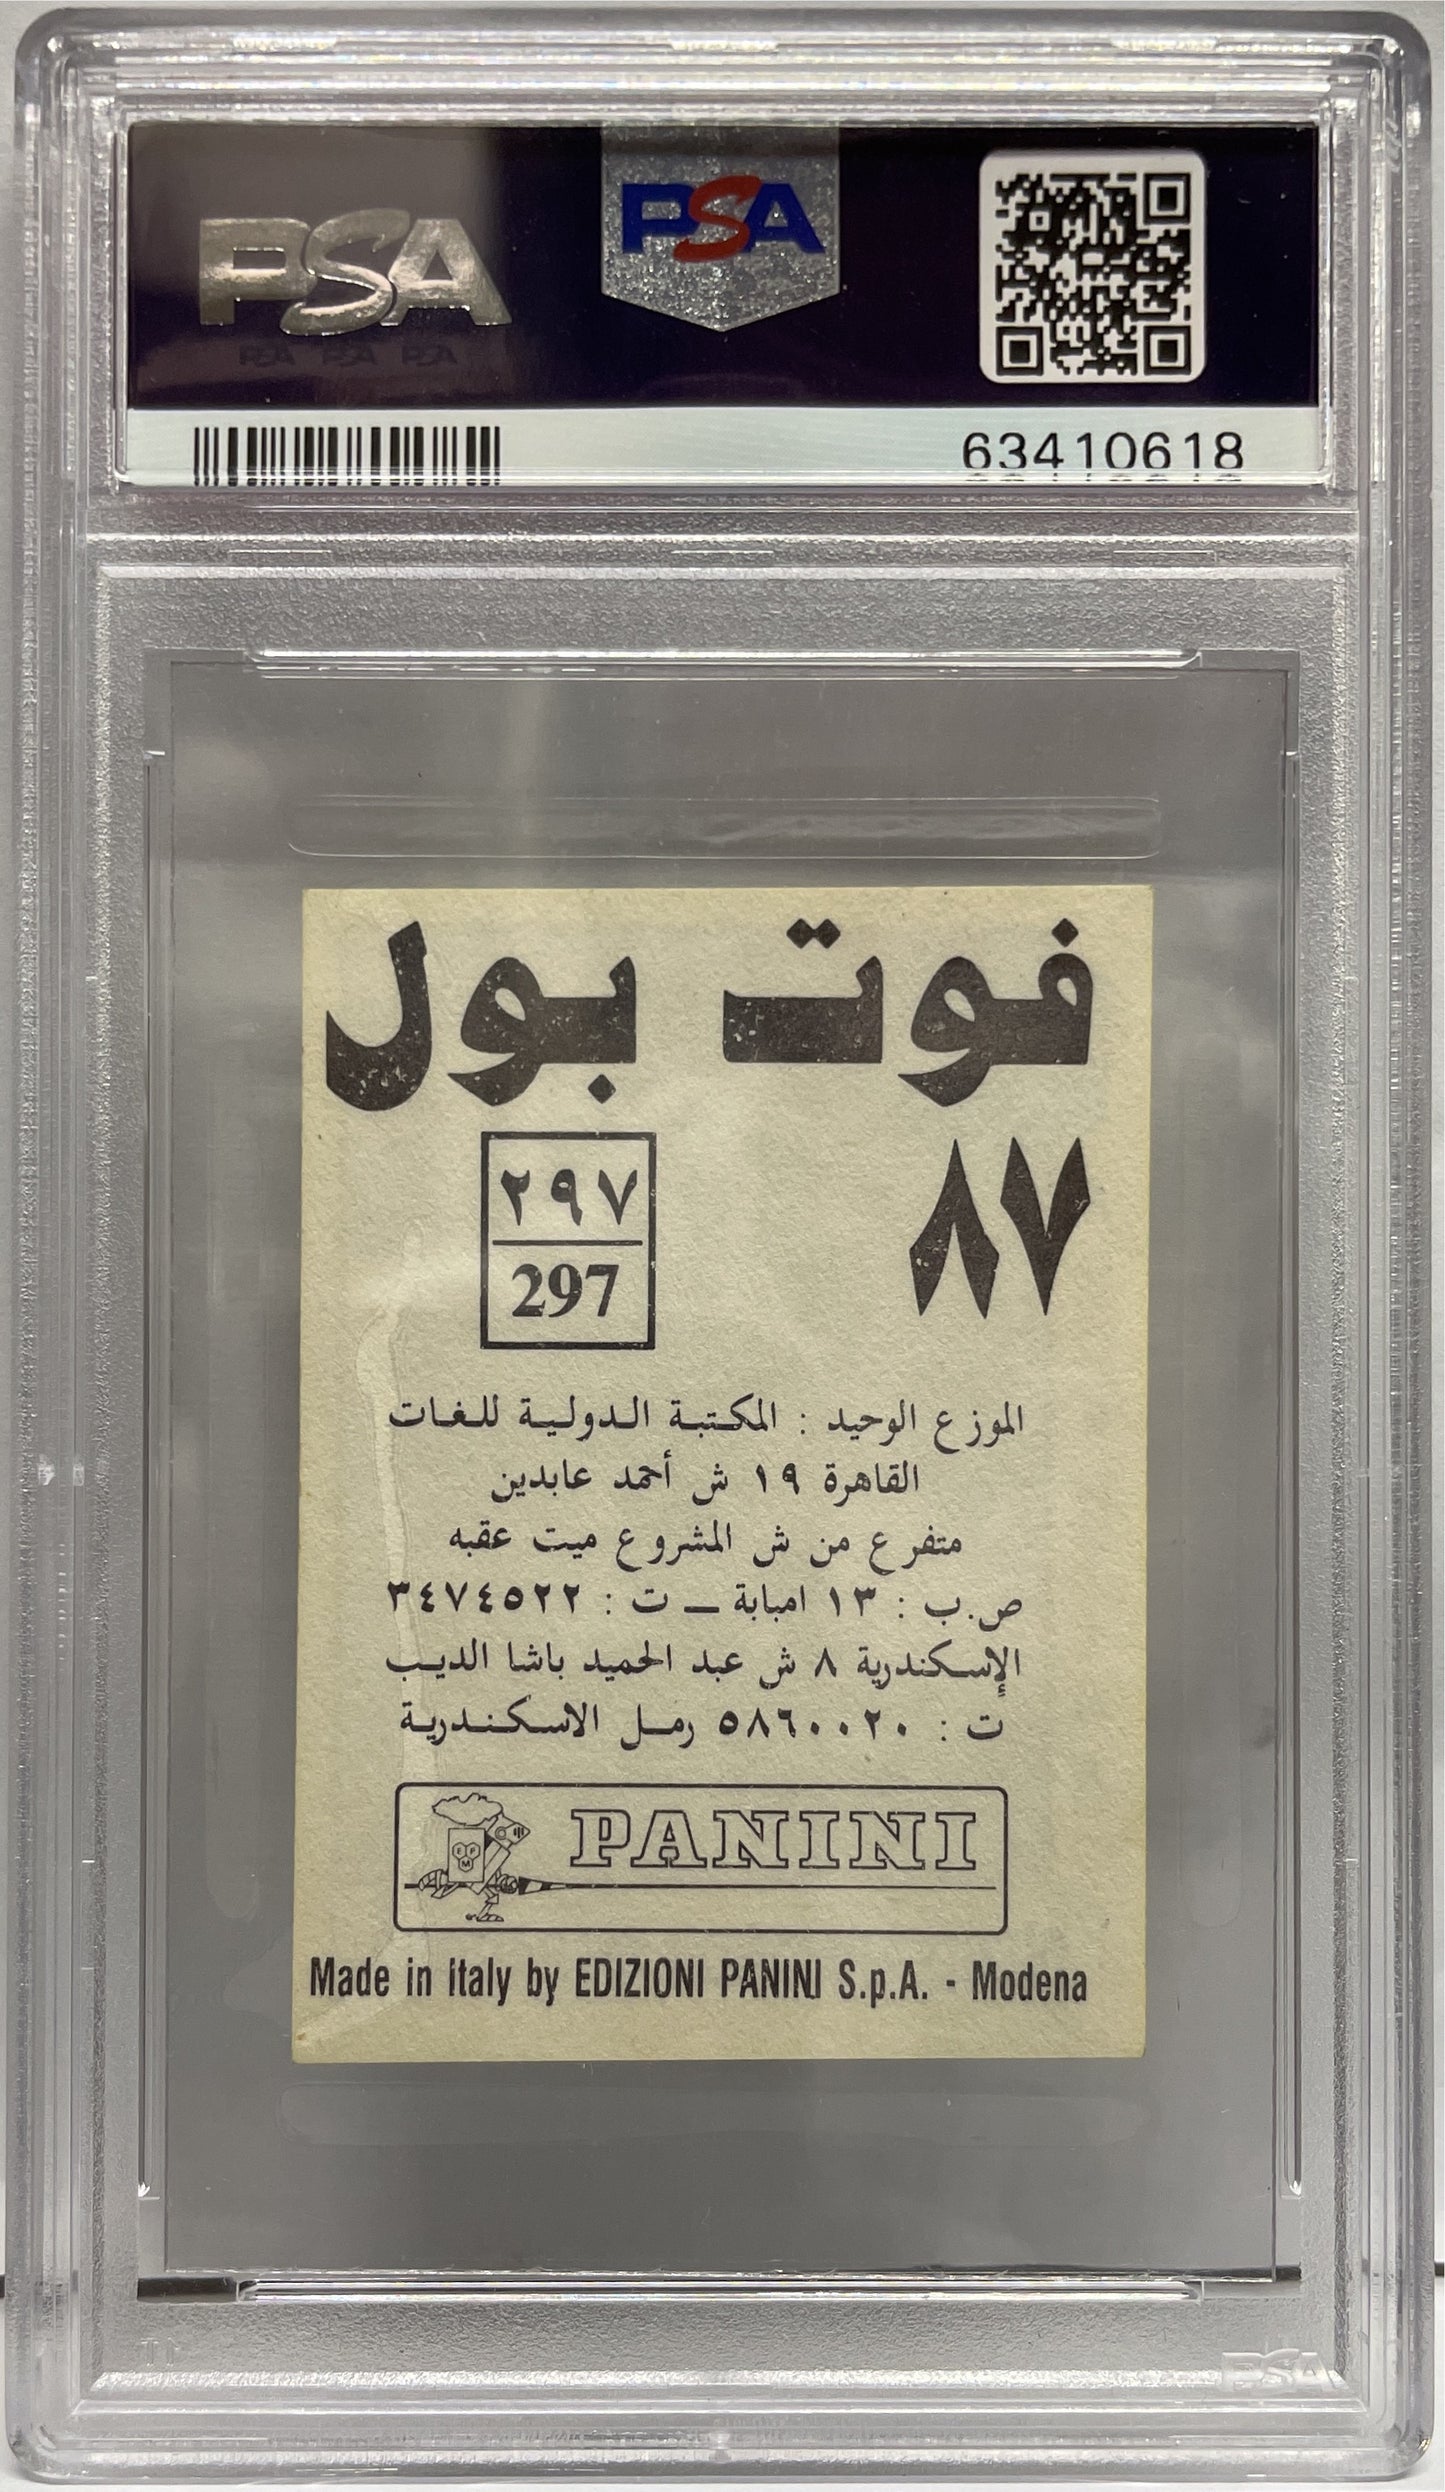 PSA
PSA
PSA PSA PSA
63410618
فوت بول
٨٧
٢٩٧
297
الموزع الوحيد : المكتبة الدولية للغات
القاهرة ١٩ ش أحمد عابدين
متفرع من ش المشروع ميت عقبه
ص.ب : ١٣ امبابة ــ ت : ٣٤٧٤٥٢٢
الإسكندرية ٨ ش عبد الحميد باشا الديب
ت : ٥٨٦٠٠٢٠ رمل الاسكندرية
PANINI
Made in Italy by EDIZIONI PANINI S.p.A. - Modena
PSA